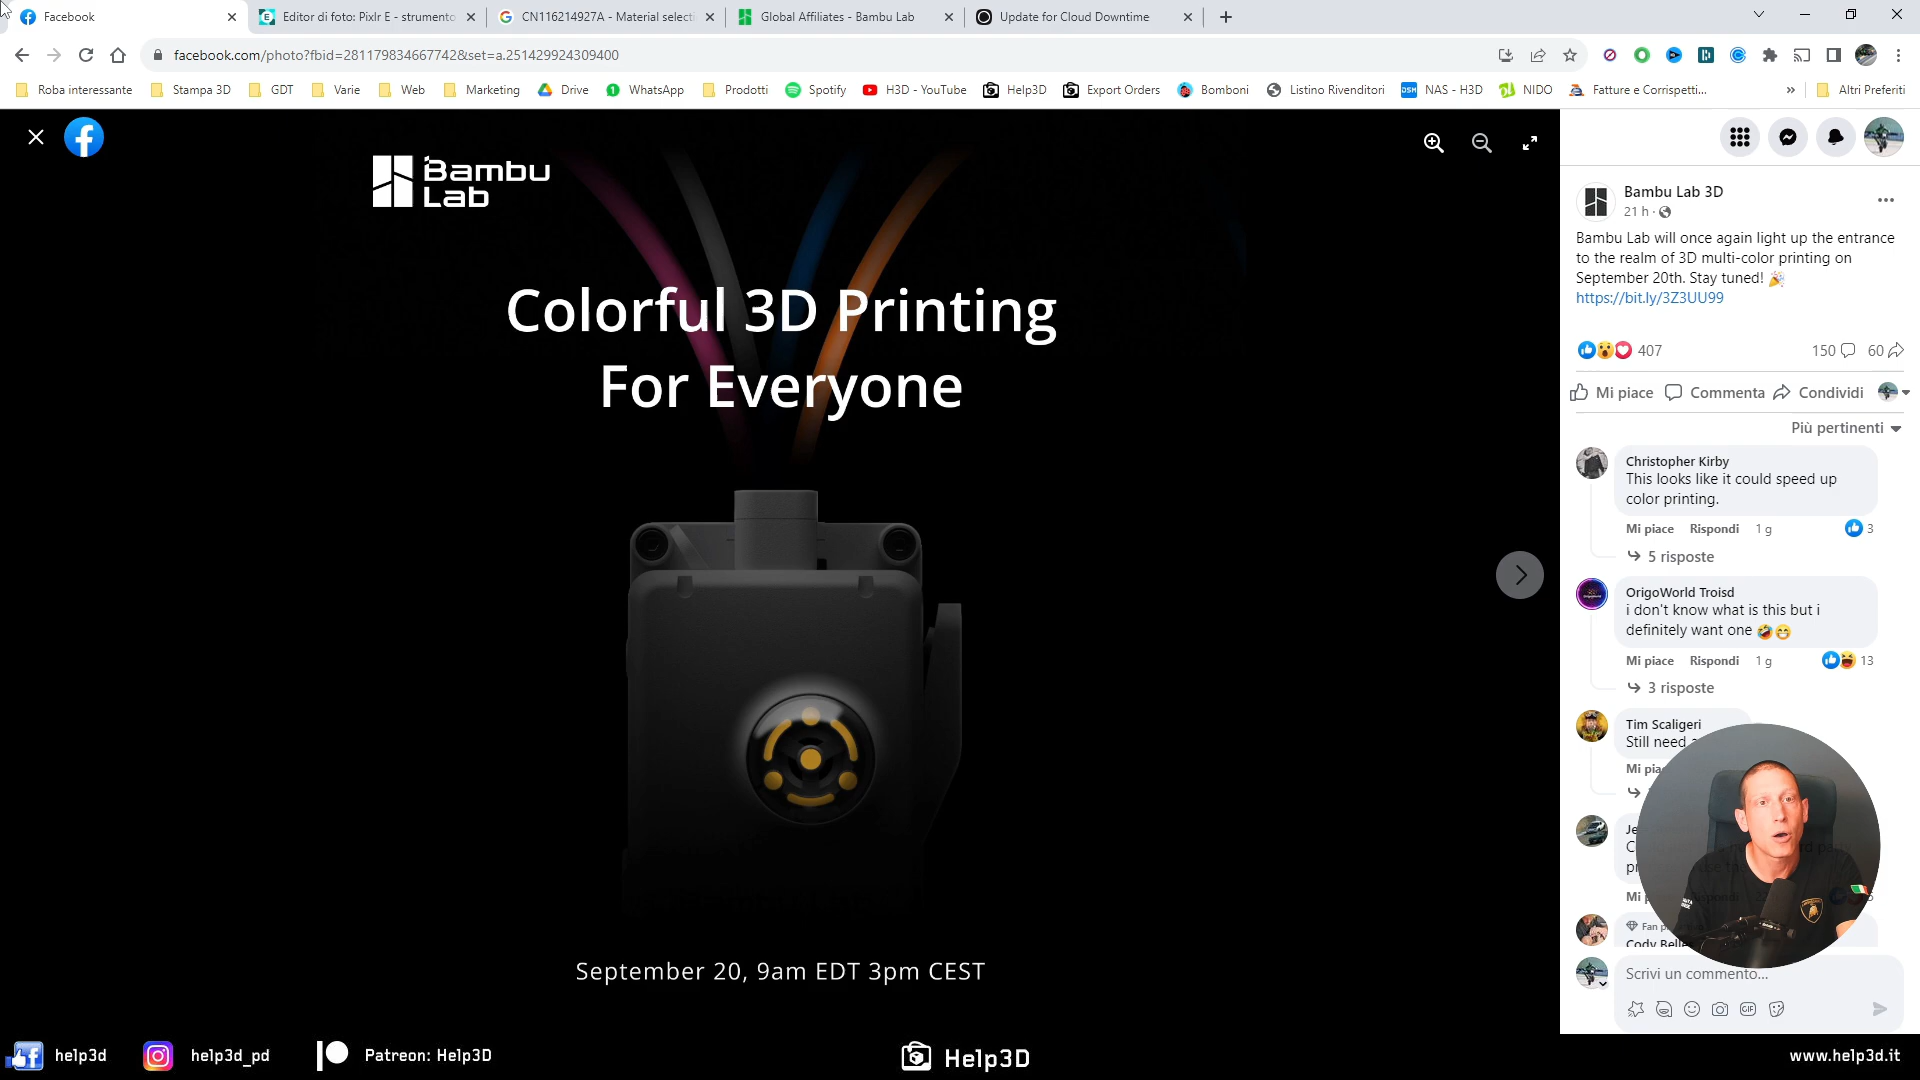 Facebook
Editor di foto: Pixlr E - strumento
CN116214927A - Material select
Global Affiliates - Bambu Lab
Update for Cloud Downtime
facebook.com/photo?fbid=281179834667742&set=a.251429924309400
Roba interessante
Stampa 3D
GDT
Varie
Web
Marketing
Drive
WhatsApp
Prodotti
Spotify
H3D - YouTube
Help3D
Export Orders
Bomboni
Listino Rivenditori
NAS - H3D
NIDO
Fatture e Corrispetti...
Altri Preferiti
Bambu
Lab
Colorful 3D Printing
For Everyone
September 20, 9am EDT 3pm CEST
Bambu Lab 3D
21 h ·
Bambu Lab will once again light up the entrance
to the realm of 3D multi-color printing on
September 20th. Stay tuned! 🎉
https://bit.ly/3Z3UU99
407
150
60
Mi piace
Commenta
Condividi
Più pertinenti
Christopher Kirby
This looks like it could speed up
color printing.
Mi piace Rispondi 1 g
3
5 risposte
OrigoWorld Troisd
i don't know what is this but i
definitely want one 🤣😁
Mi piace Rispondi 1 g
13
3 risposte
Tim Scaligeri
Still need
Scrivi un commento...
GIF
help3d
help3d_pd
Patreon: Help3D
Help3D
www.help3d.it